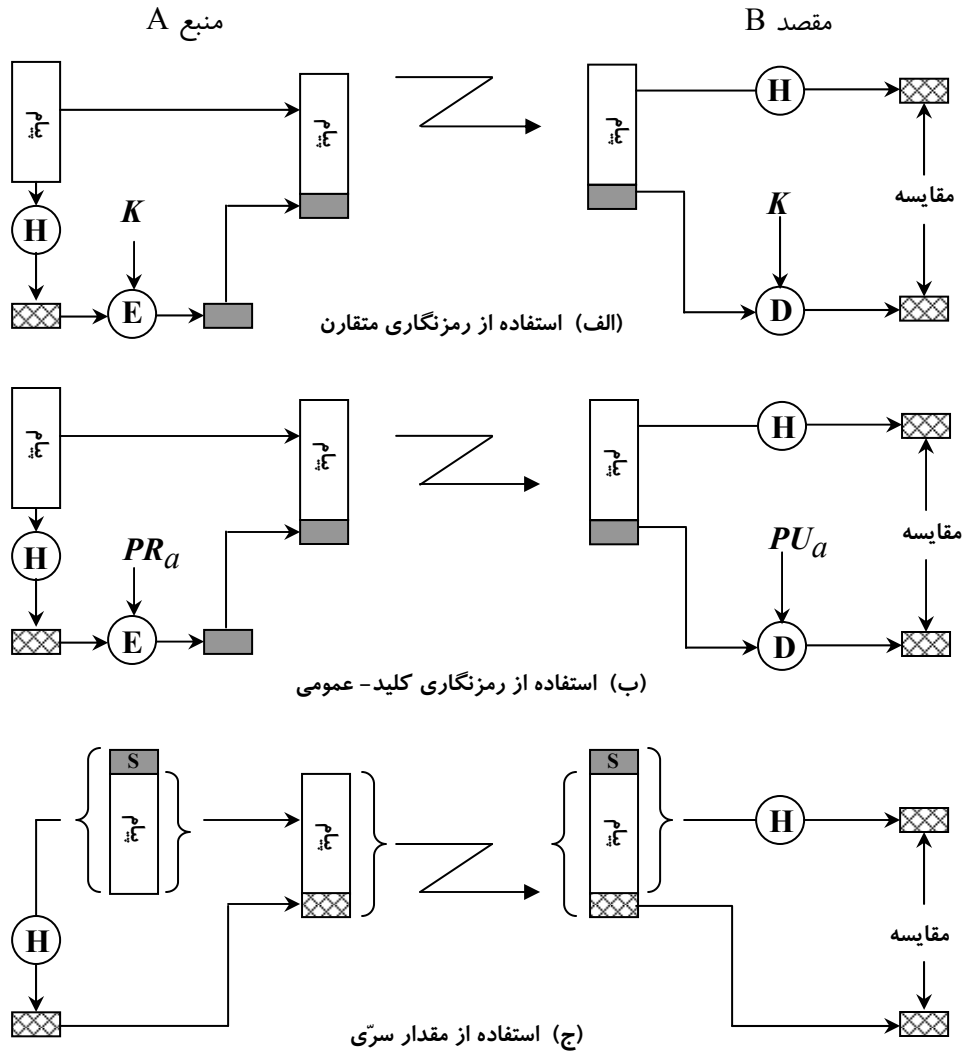 منبع A
مقصد B
پیام
پیام
پیام
H
H
K
K
مقایسه
E
D
(الف) استفاده از رمزنگاری متقارن
پیام
پیام
پیام
H
H
PRa
PUa
مقایسه
E
D
(ب) استفاده از رمزنگاری کلید- عمومی
S
S
پیام
پیام
پیام
H
H
مقایسه
(ج) استفاده از مقدار سرّی